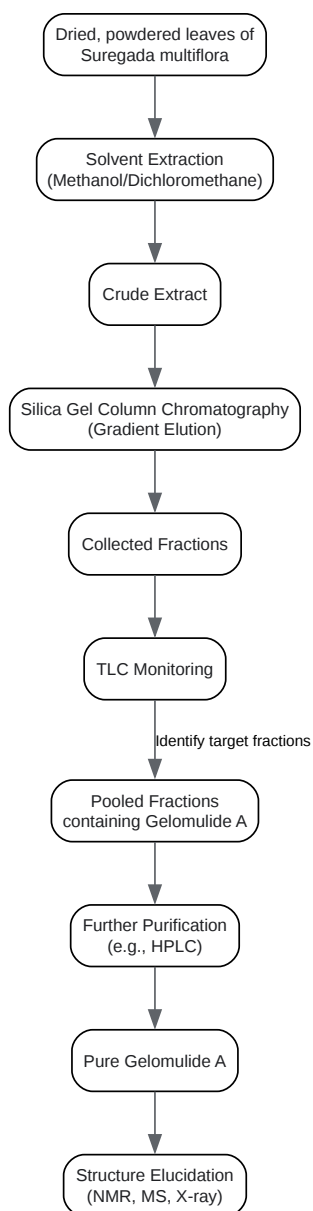 Dried, powdered leaves of
Suregada multiflora
Solvent Extraction
(Methanol/Dichloromethane)
Crude Extract
Silica Gel Column Chromatography
(Gradient Elution)
Collected Fractions
TLC Monitoring
Identify target fractions
Pooled Fractions
containing Gelomulide A
Further Purification
(e.g., HPLC)
Pure Gelomulide A
Structure Elucidation
(NMR, MS, X-ray)